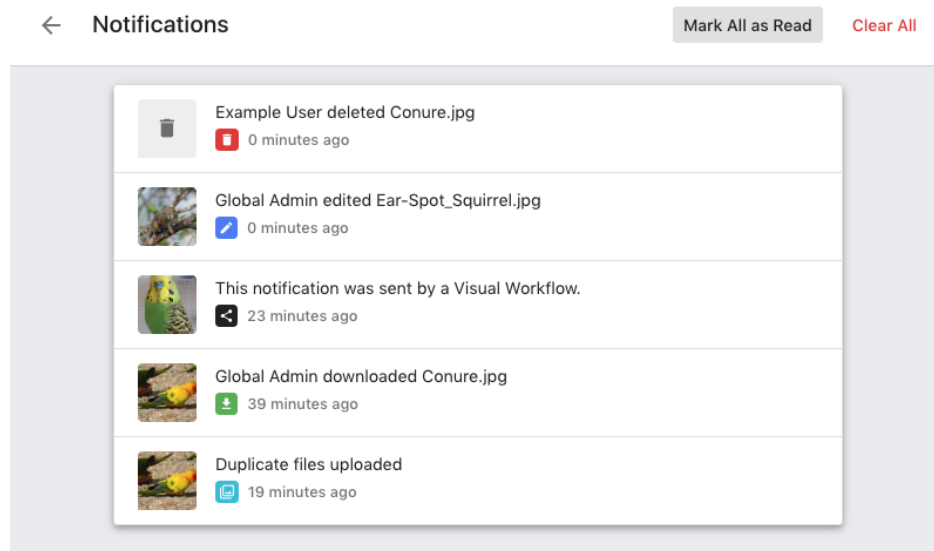 Notifications
Mark All as Read
Clear All
Example User deleted Conure.jpg
0 minutes ago
Global Admin edited Ear-Spot_Squirrel.jpg
0 minutes ago
This notification was sent by a Visual Workflow.
23 minutes ago
Global Admin downloaded Conure.jpg
39 minutes ago
Duplicate files uploaded
19 minutes ago